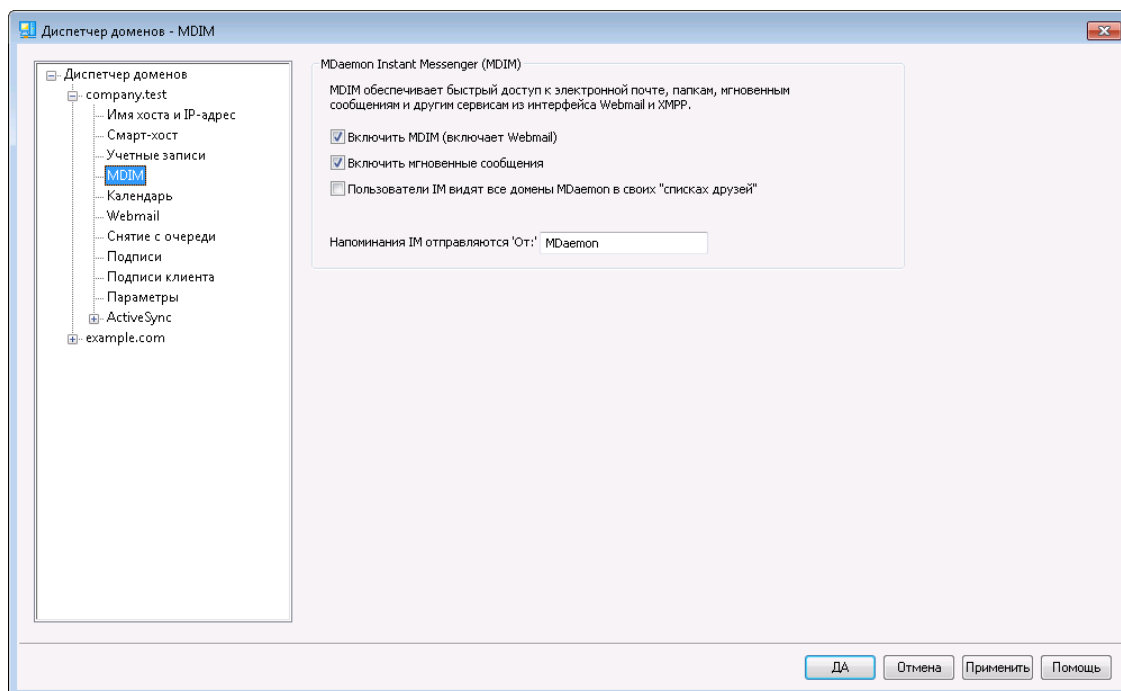 Диспетчер доменов - MDIM
Диспетчер доменов
company.test
Имя хоста и IP-адрес
Смарт-хост
Учетные записи
MDIM
Календарь
Webmail
Снятие с очереди
Подписи
Подписи клиента
Параметры
ActiveSync
example.com
MDaemon Instant Messenger (MDIM)
MDIM обеспечивает быстрый доступ к электронной почте, папкам, мгновенным
сообщениям и другим сервисам из интерфейса Webmail и XMPP.
Включить MDIM (включает Webmail)
Включить мгновенные сообщения
Пользователи IM видят все домены MDaemon в своих "списках друзей"
Напоминания IM отправляются 'От:' MDaemon
ДА Отмена Применить Помощь